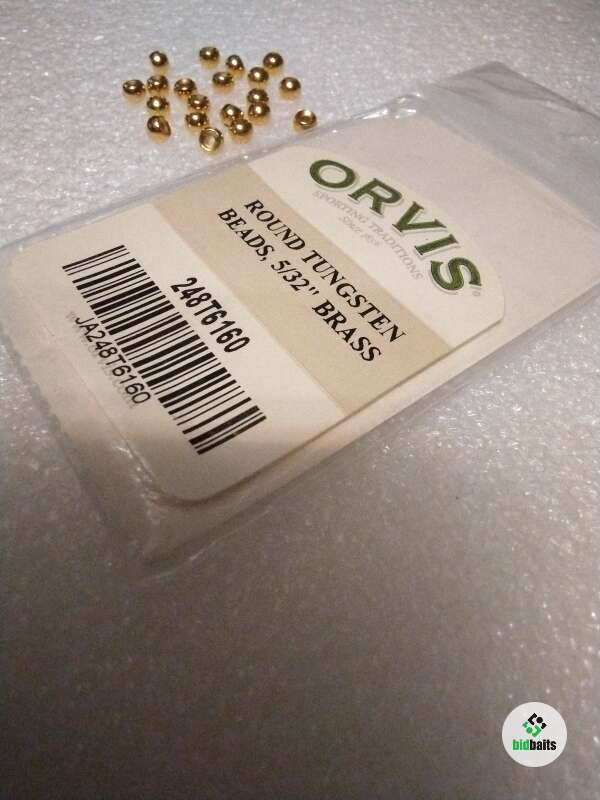 ORVIS
SPORTING TRADITIONS
SINCE 1856
ROUND TUNGSTEN
BEADS, 5/32" BRASS
248T6160
JA248T6160
bidbaits